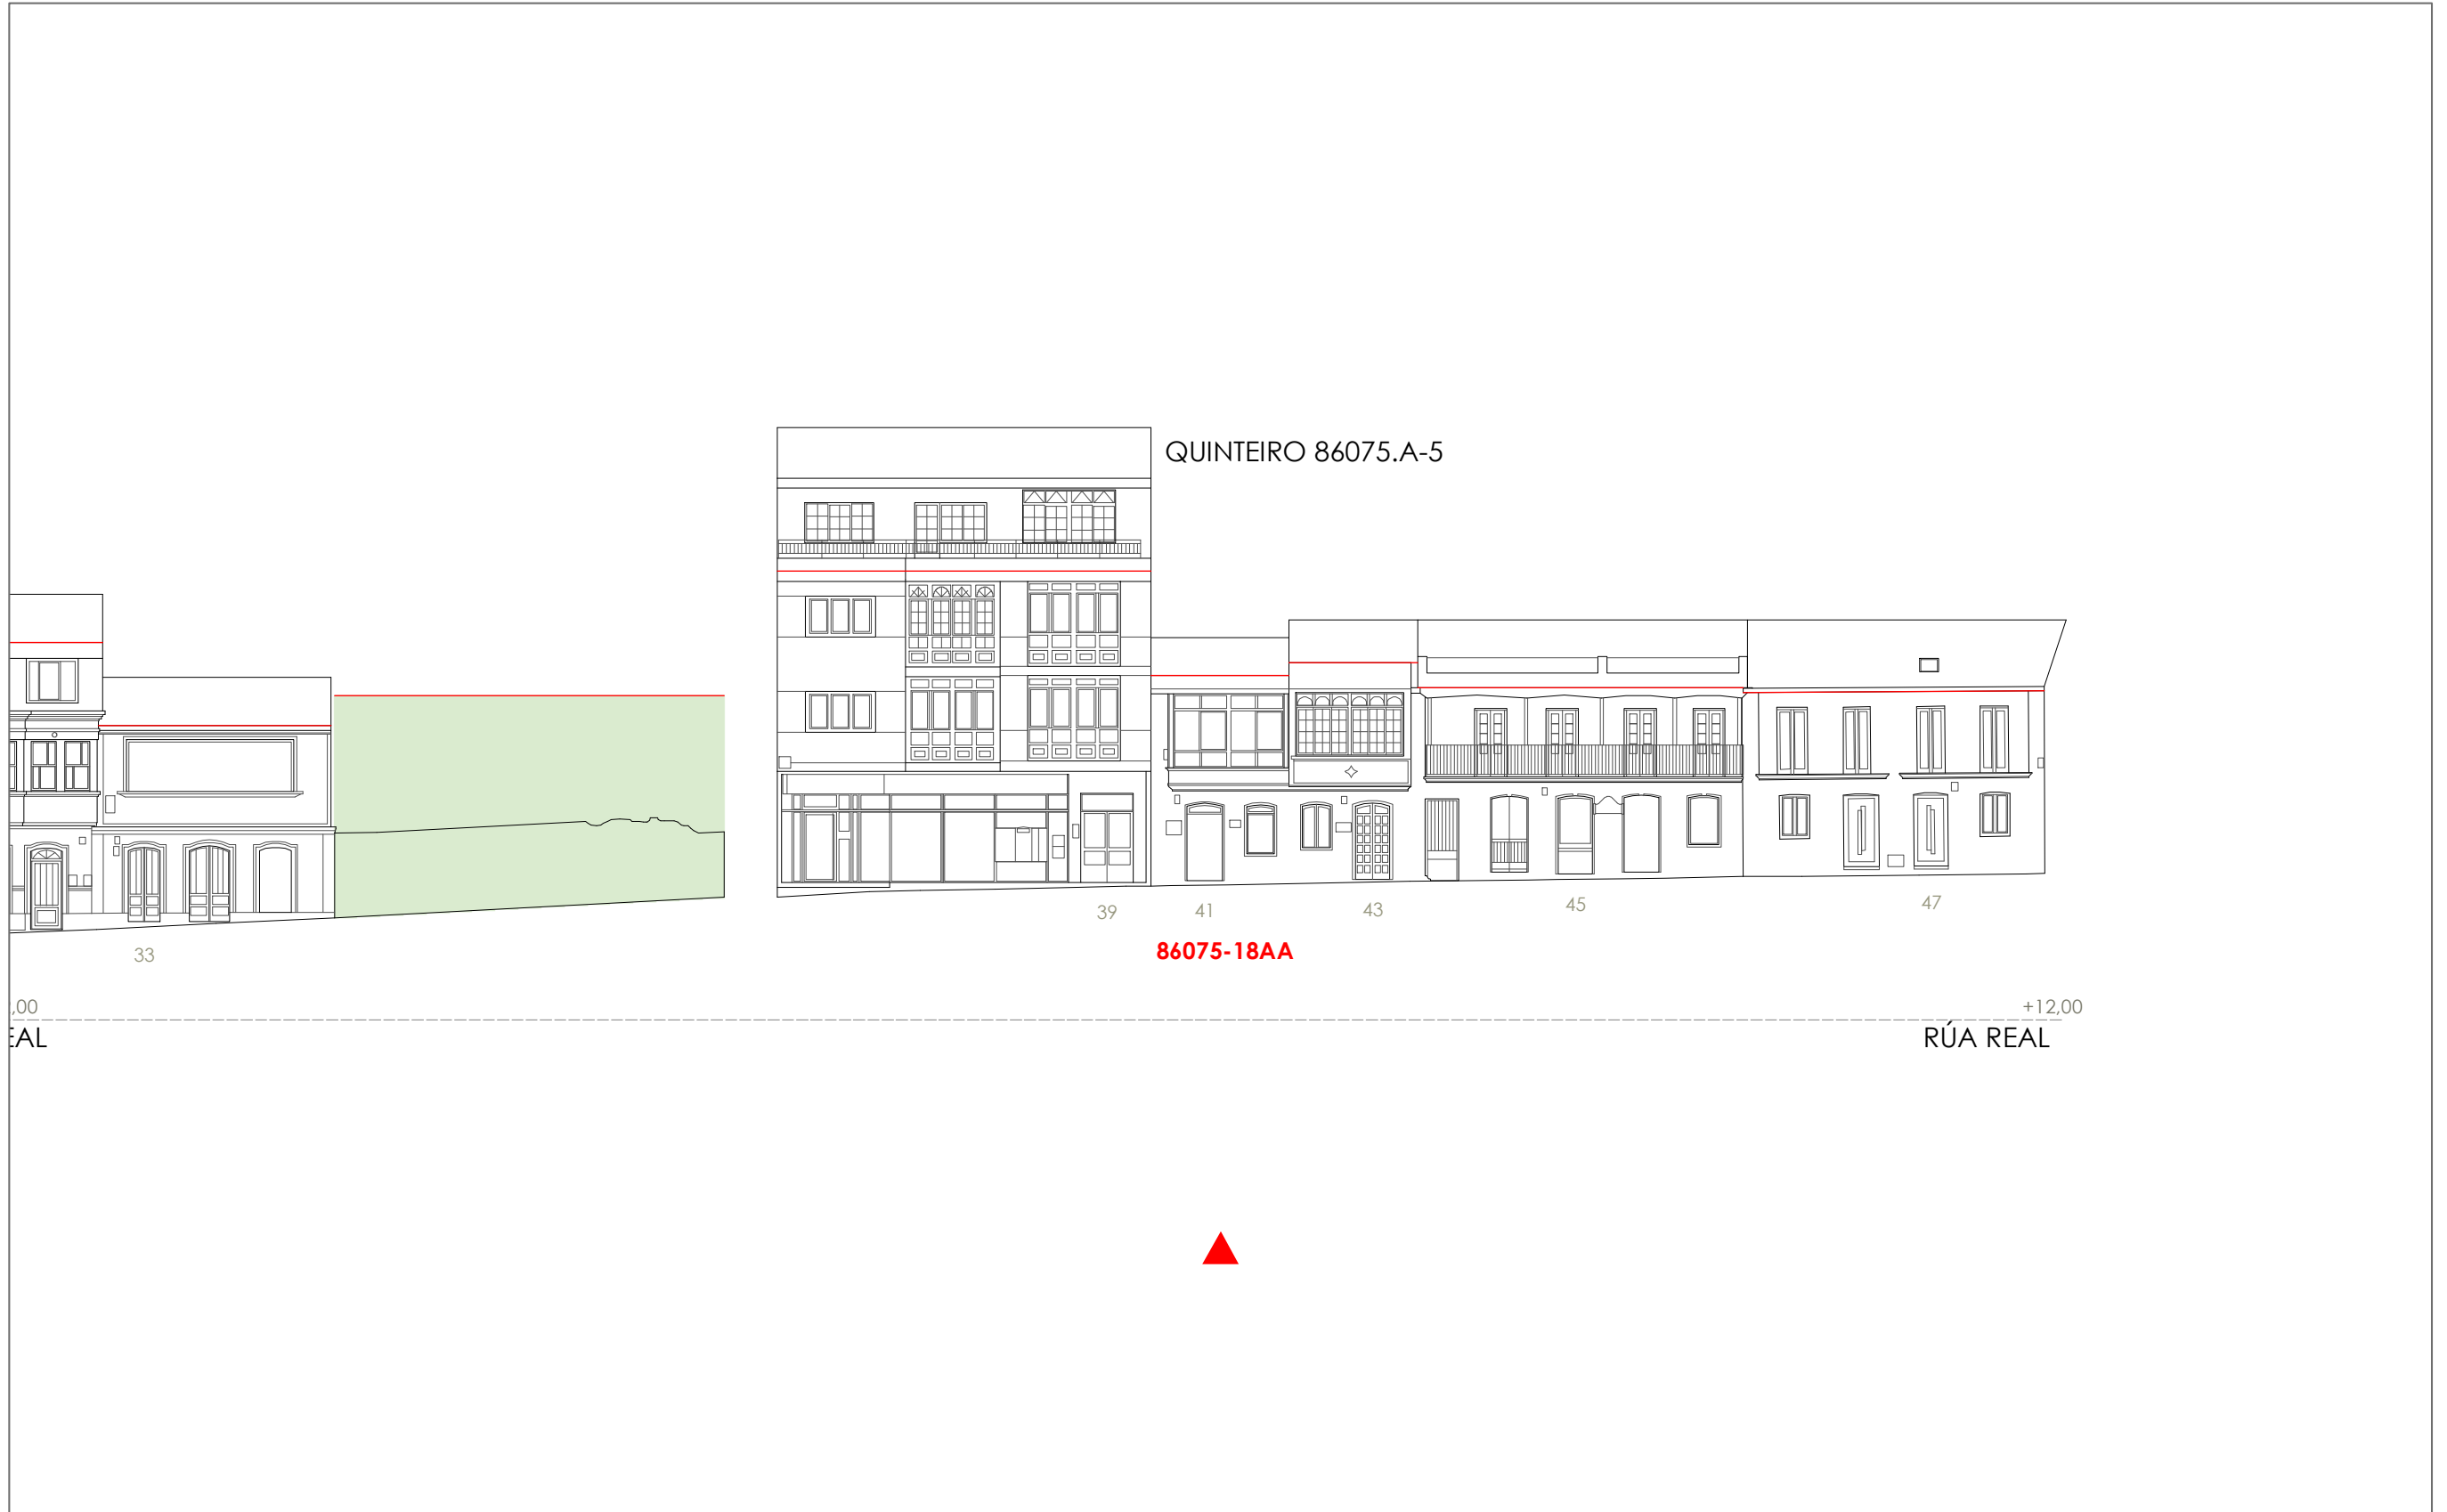 QUINTEIRO 86075.A-5
39
41
43
45
47
33
86075-18AA
,00
+12,00
EAL
RÚA REAL